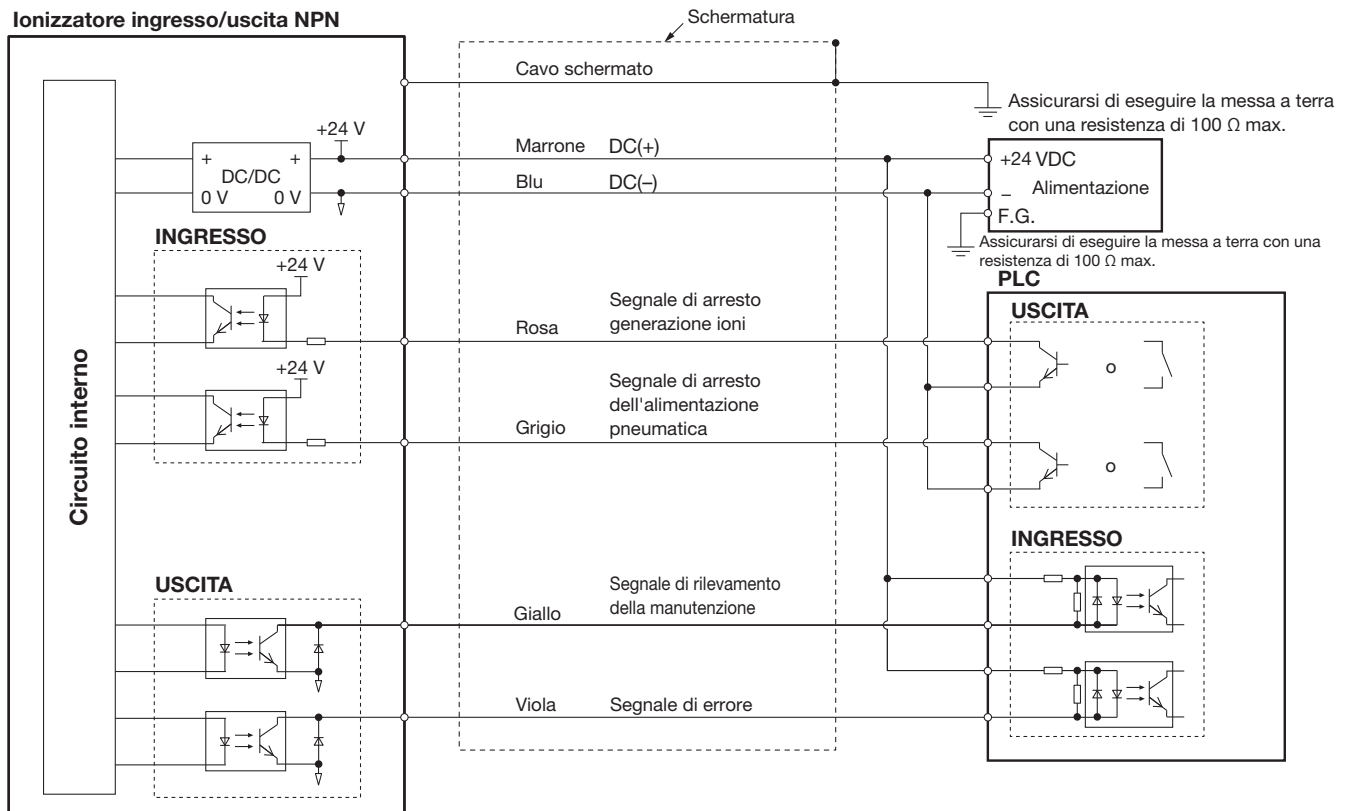 Ionizzatore ingresso/uscita NPN
Schermatura
Cavo schermato
Assicurarsi di eseguire la messa a terra
con una resistenza di 100 Ω max.
+24 V
Marrone DC(+)
+24 VDC
+ +
DC/DC
0 V 0 V
Blu DC(–)
– Alimentazione
F.G.
Assicurarsi di eseguire la messa a terra con una
resistenza di 100 Ω max.
INGRESSO
+24 V
PLC
USCITA
Segnale di arresto
generazione ioni
Rosa
o
+24 V
Segnale di arresto
dell'alimentazione
pneumatica
Grigio
o
Circuito interno
INGRESSO
USCITA
Segnale di rilevamento
della manutenzione
Giallo
Viola Segnale di errore